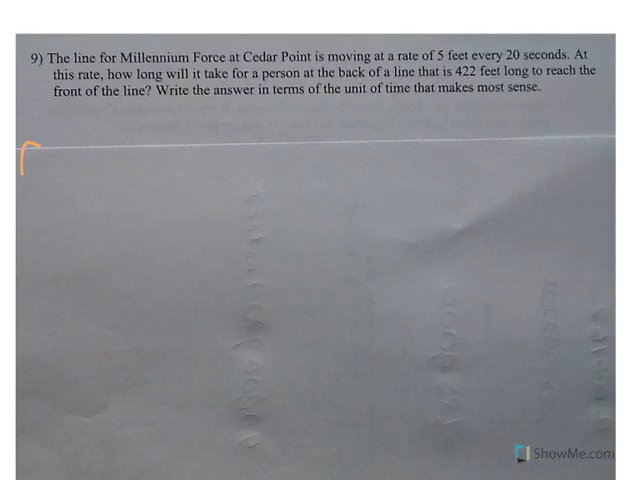 9) The line for Millennium Force at Cedar Point is moving at a rate of 5 feet every 20 seconds. At
this rate, how long will it take for a person at the back of a line that is 422 feet long to reach the
front of the line? Write the answer in terms of the unit of time that makes most sense.
ShowMe.com